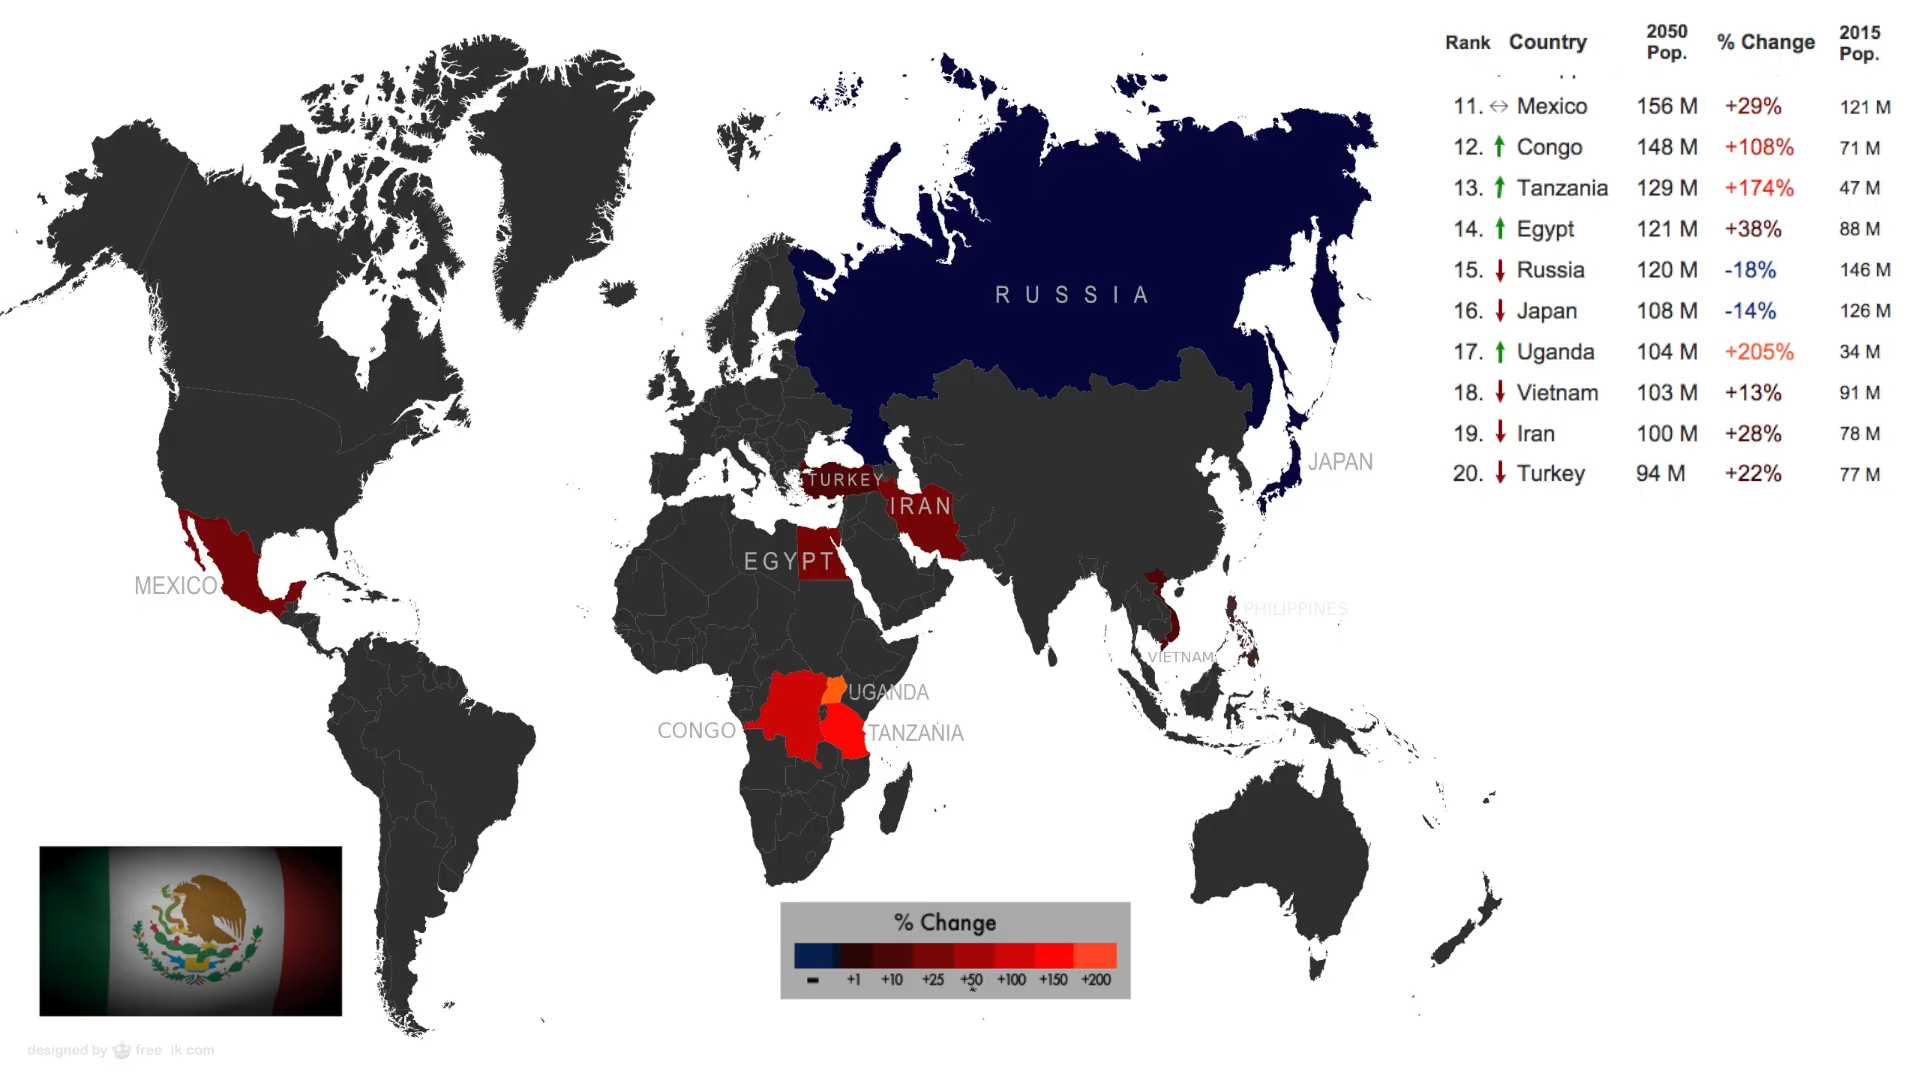 Rank Country 2050 Pop. % Change 2015 Pop.
11. ↔ Mexico 156 M +29% 121 M
12. ↑ Congo 148 M +108% 71 M
13. ↑ Tanzania 129 M +174% 47 M
14. ↑ Egypt 121 M +38% 88 M
15. ↓ Russia 120 M -18% 146 M
16. ↓ Japan 108 M -14% 126 M
17. ↑ Uganda 104 M +205% 34 M
18. ↓ Vietnam 103 M +13% 91 M
19. ↓ Iran 100 M +28% 78 M
20. ↓ Turkey 94 M +22% 77 M
RUSSIA
JAPAN
TURKEY
IRAN
EGYPT
MEXICO
PHILIPPINES
VIETNAM
UGANDA
CONGO
TANZANIA
% Change
- +1 +10 +25 +50 +100 +150 +200
designed by free ik com